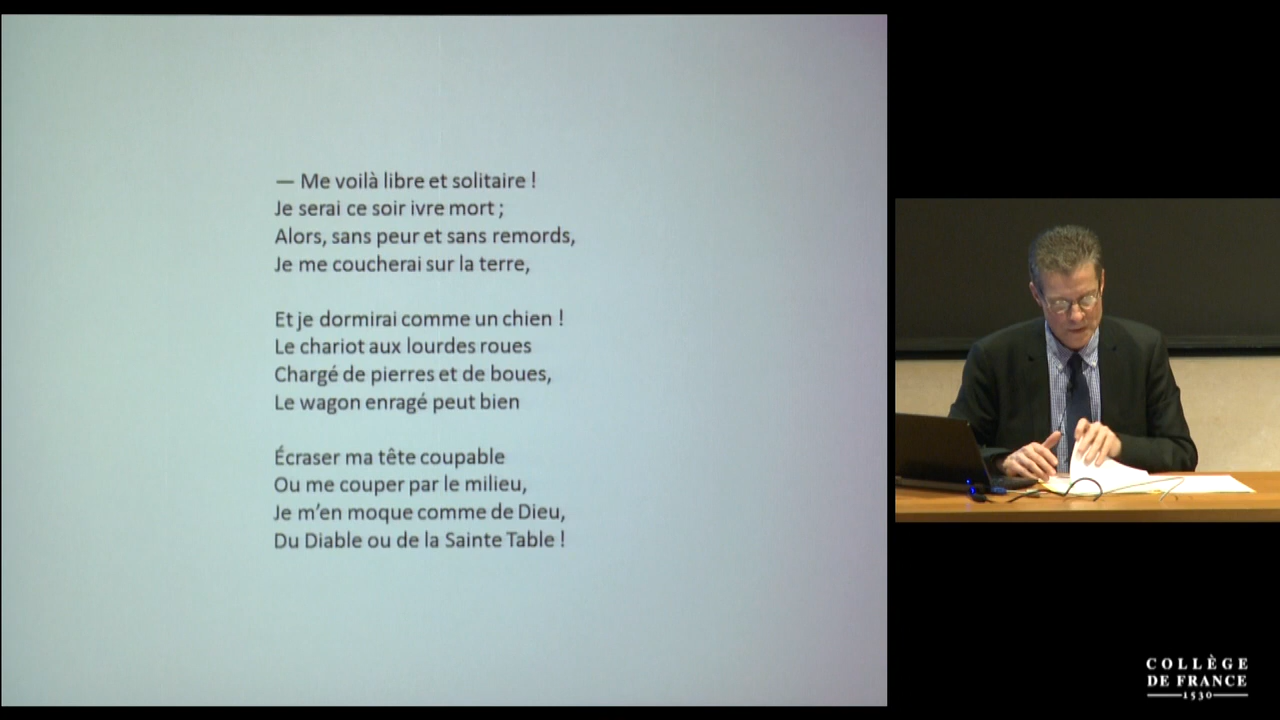 — Me voilà libre et solitaire !
Je serai ce soir ivre mort ;
Alors, sans peur et sans remords,
Je me coucherai sur la terre,
Et je dormirai comme un chien !
Le chariot aux lourdes roues
Chargé de pierres et de boues,
Le wagon enragé peut bien
Écraser ma tête coupable
Ou me couper par le milieu,
Je m’en moque comme de Dieu,
Du Diable ou de la Sainte Table !
COLLÈGE
DE FRANCE
1530